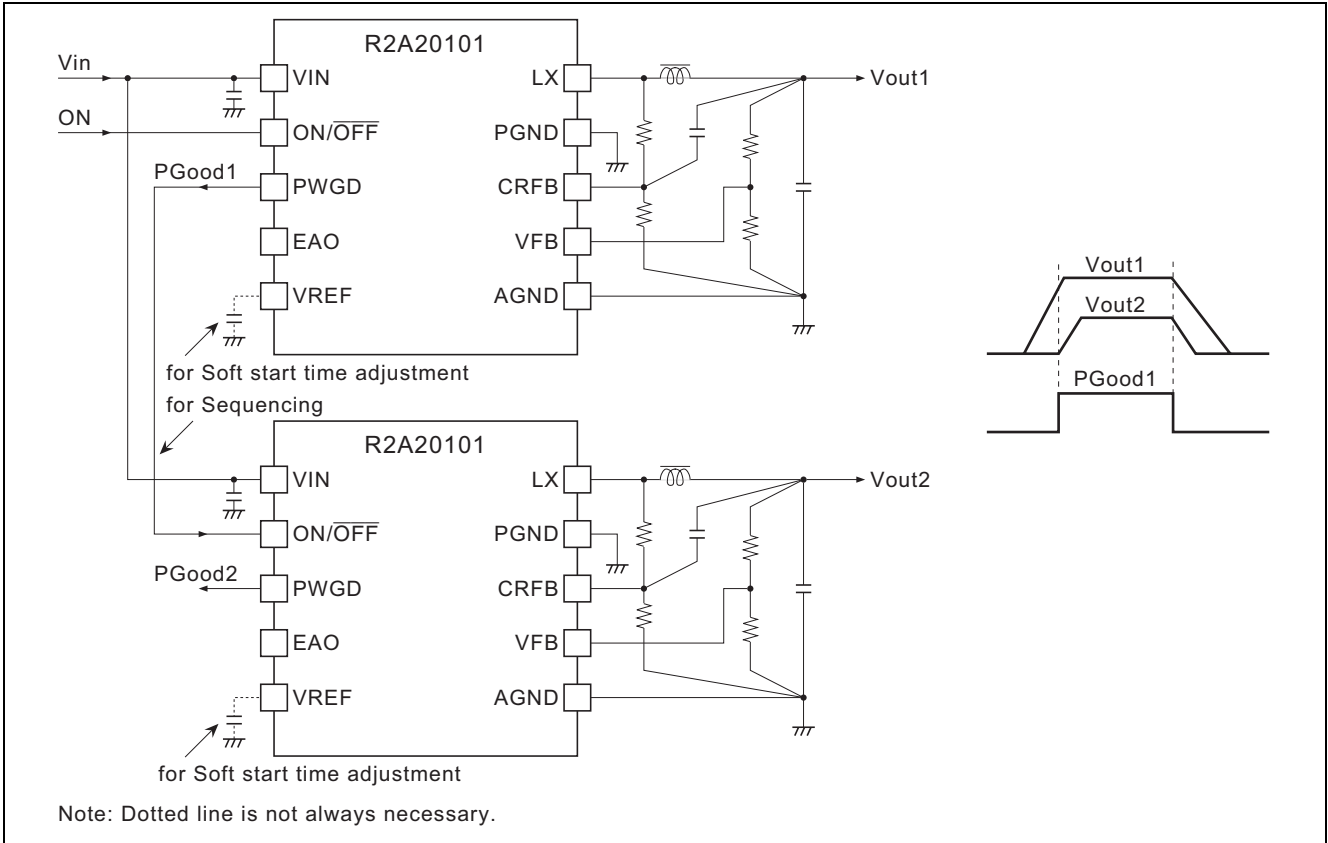 R2A20101
Vin
VIN
LX
Vout1
ON
ON/OFF
PGND
PGood1
PWGD
CRFB
EAO
VFB
VREF
AGND
for Soft start time adjustment
for Sequencing
R2A20101
VIN
LX
Vout2
ON/OFF
PGND
PGood2
PWGD
CRFB
EAO
VFB
VREF
AGND
for Soft start time adjustment
Note: Dotted line is not always necessary.
Vout1
Vout2
PGood1